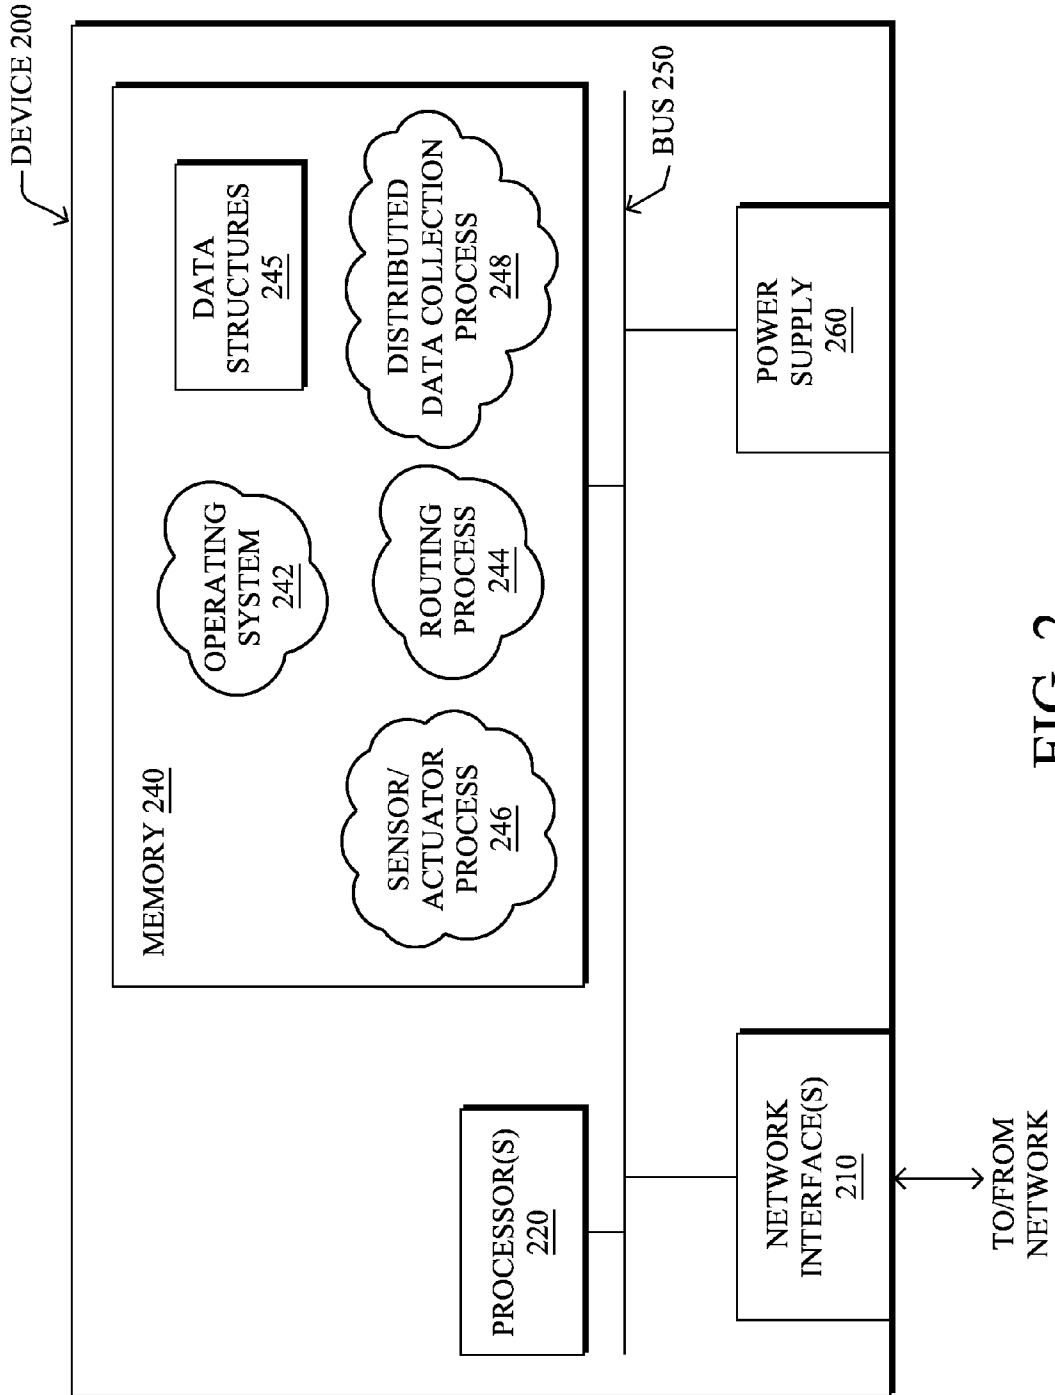 DEVICE 200
MEMORY 240
OPERATING
SYSTEM
242
DATA
STRUCTURES
245
SENSOR/
ACTUATOR
PROCESS
246
ROUTING
PROCESS
244
DISTRIBUTED
DATA COLLECTION
PROCESS
248
PROCESSOR(S)
220
BUS 250
NETWORK
INTERFACE(S)
210
POWER
SUPPLY
260
TO/FROM
NETWORK
FIG. 2